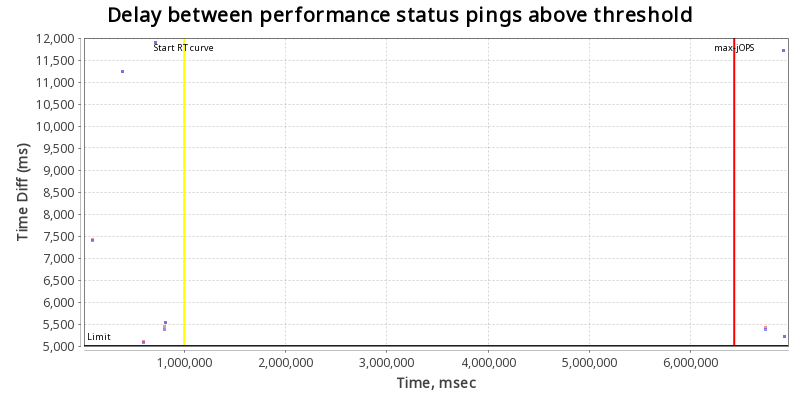 Delay between performance status pings above threshold
12,000
11,500
11,000
10,500
10,000
9,500
9,000
8,500
8,000
7,500
7,000
6,500
6,000
5,500
5,000
Time Diff (ms)
Start RT curve
max-jOPS
Limit
1,000,000 2,000,000 3,000,000 4,000,000 5,000,000 6,000,000
Time, msec